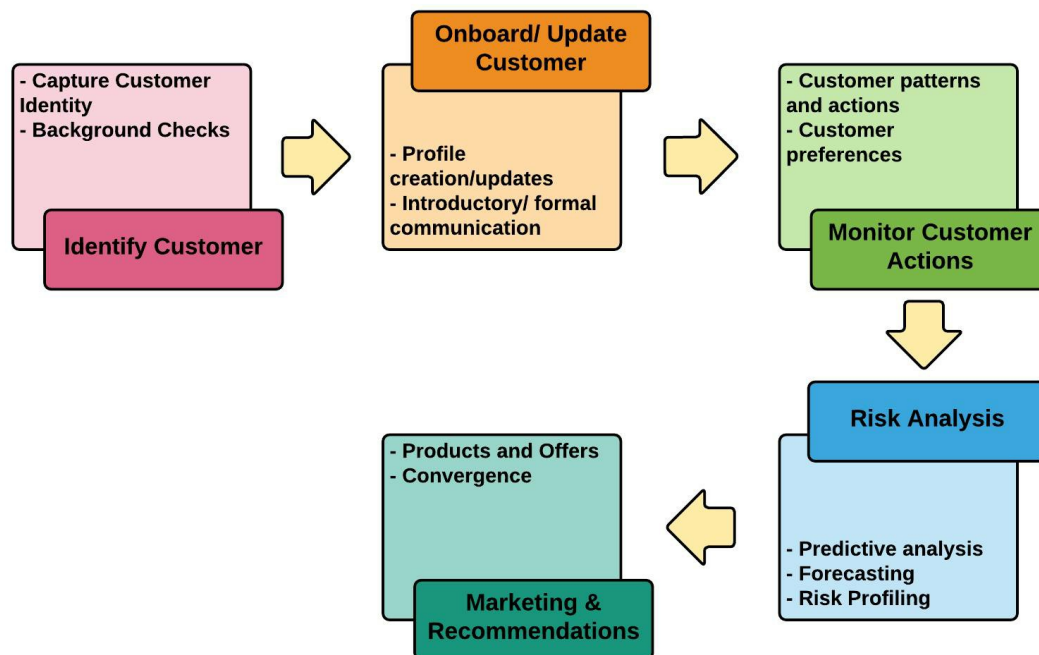 - Capture Customer
Identity
- Background Checks
Identify Customer
Onboard/ Update
Customer
- Profile
creation/updates
- Introductory/ formal
communication
- Customer patterns
and actions
- Customer
preferences
Monitor Customer
Actions
Risk Analysis
- Predictive analysis
- Forecasting
- Risk Profiling
- Products and Offers
- Convergence
Marketing &
Recommendations